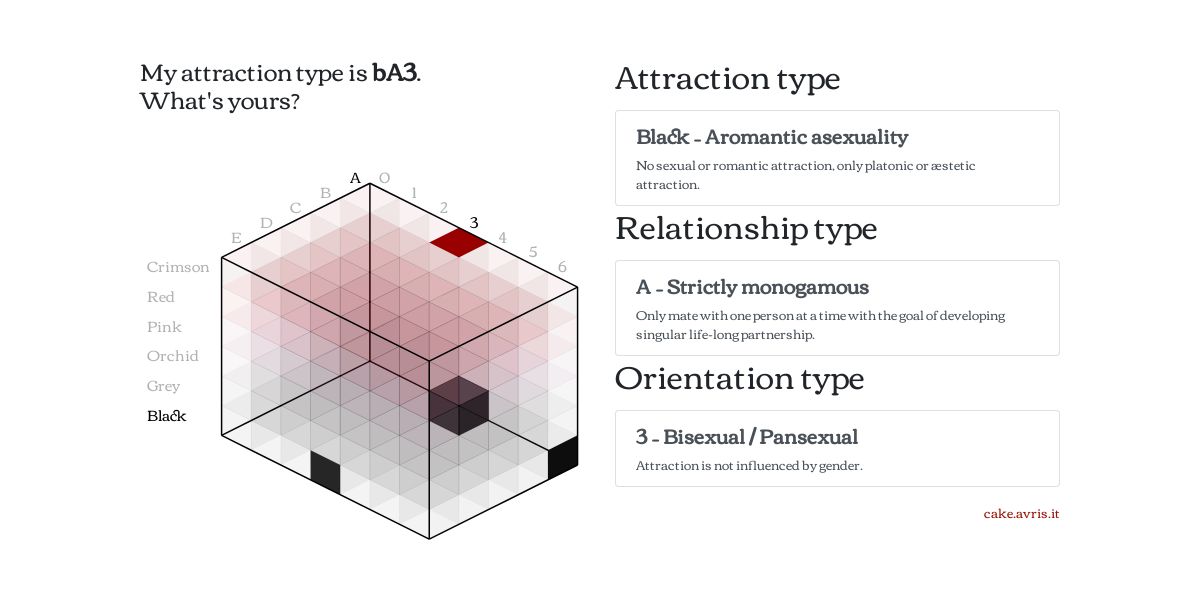 My attraction type is bA3.
What's yours?
A O
B 1
C 2
D 3
E 4
5
6
Crimson
Red
Pink
Orchid
Grey
Black
Attraction type
Black - Aromantic asexuality
No sexual or romantic attraction, only platonic or æstetic
attraction.
Relationship type
A - Strictly monogamous
Only mate with one person at a time with the goal of developing
singular life-long partnership.
Orientation type
3 - Bisexual / Pansexual
Attraction is not influenced by gender.
cake.avris.it